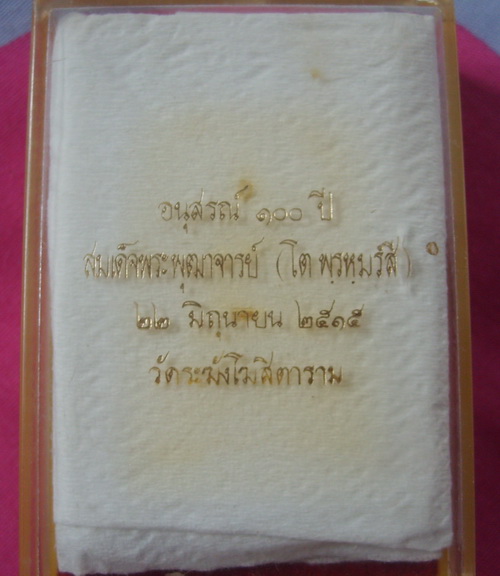 อนุสรณ์ ๑๐๐ ปี
สมเด็จพระพุฒาจารย์ (โต พฺรหฺมรํสี)
๒๒ มิถุนายน ๒๕๑๕
วัดระฆังโฆสิตาราม